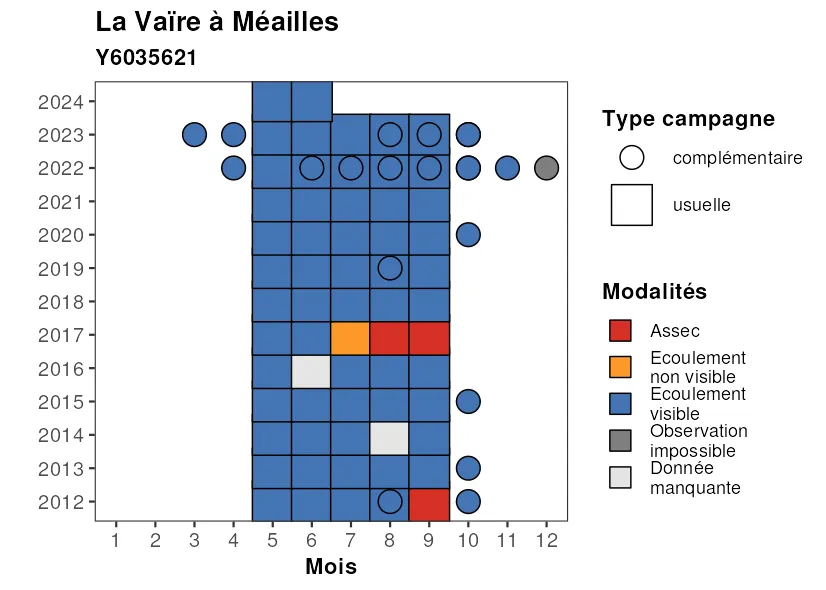 La Vaïre à Méailles
Y6035621
2024
2023
2022
2021
2020
2019
2018
2017
2016
2015
2014
2013
2012
1 2 3 4 5 6 7 8 9 10 11 12
Mois
Type campagne
complémentaire
usuelle
Modalités
Assec
Ecoulement
non visible
Ecoulement
visible
Observation
impossible
Donnée
manquante